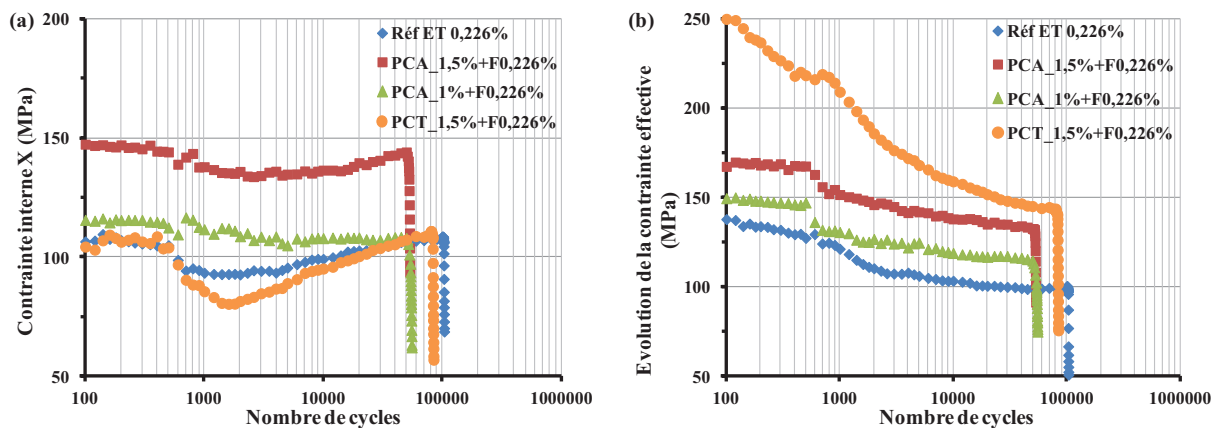 (a)
Contrainte interne X (MPa)
200
150
100
50
100
1000
10000
100000
1000000
Nombre de cycles
Réf ET 0,226%
PCA_1,5%+F0,226%
PCA_1%+F0,226%
PCT_1,5%+F0,226%
(b)
Evolution de la contrainte effective
(MPa)
250
200
150
100
50
100
1000
10000
100000
1000000
Nombre de cycles
Réf ET 0,226%
PCA_1,5%+F0,226%
PCA_1%+F0,226%
PCT_1,5%+F0,226%